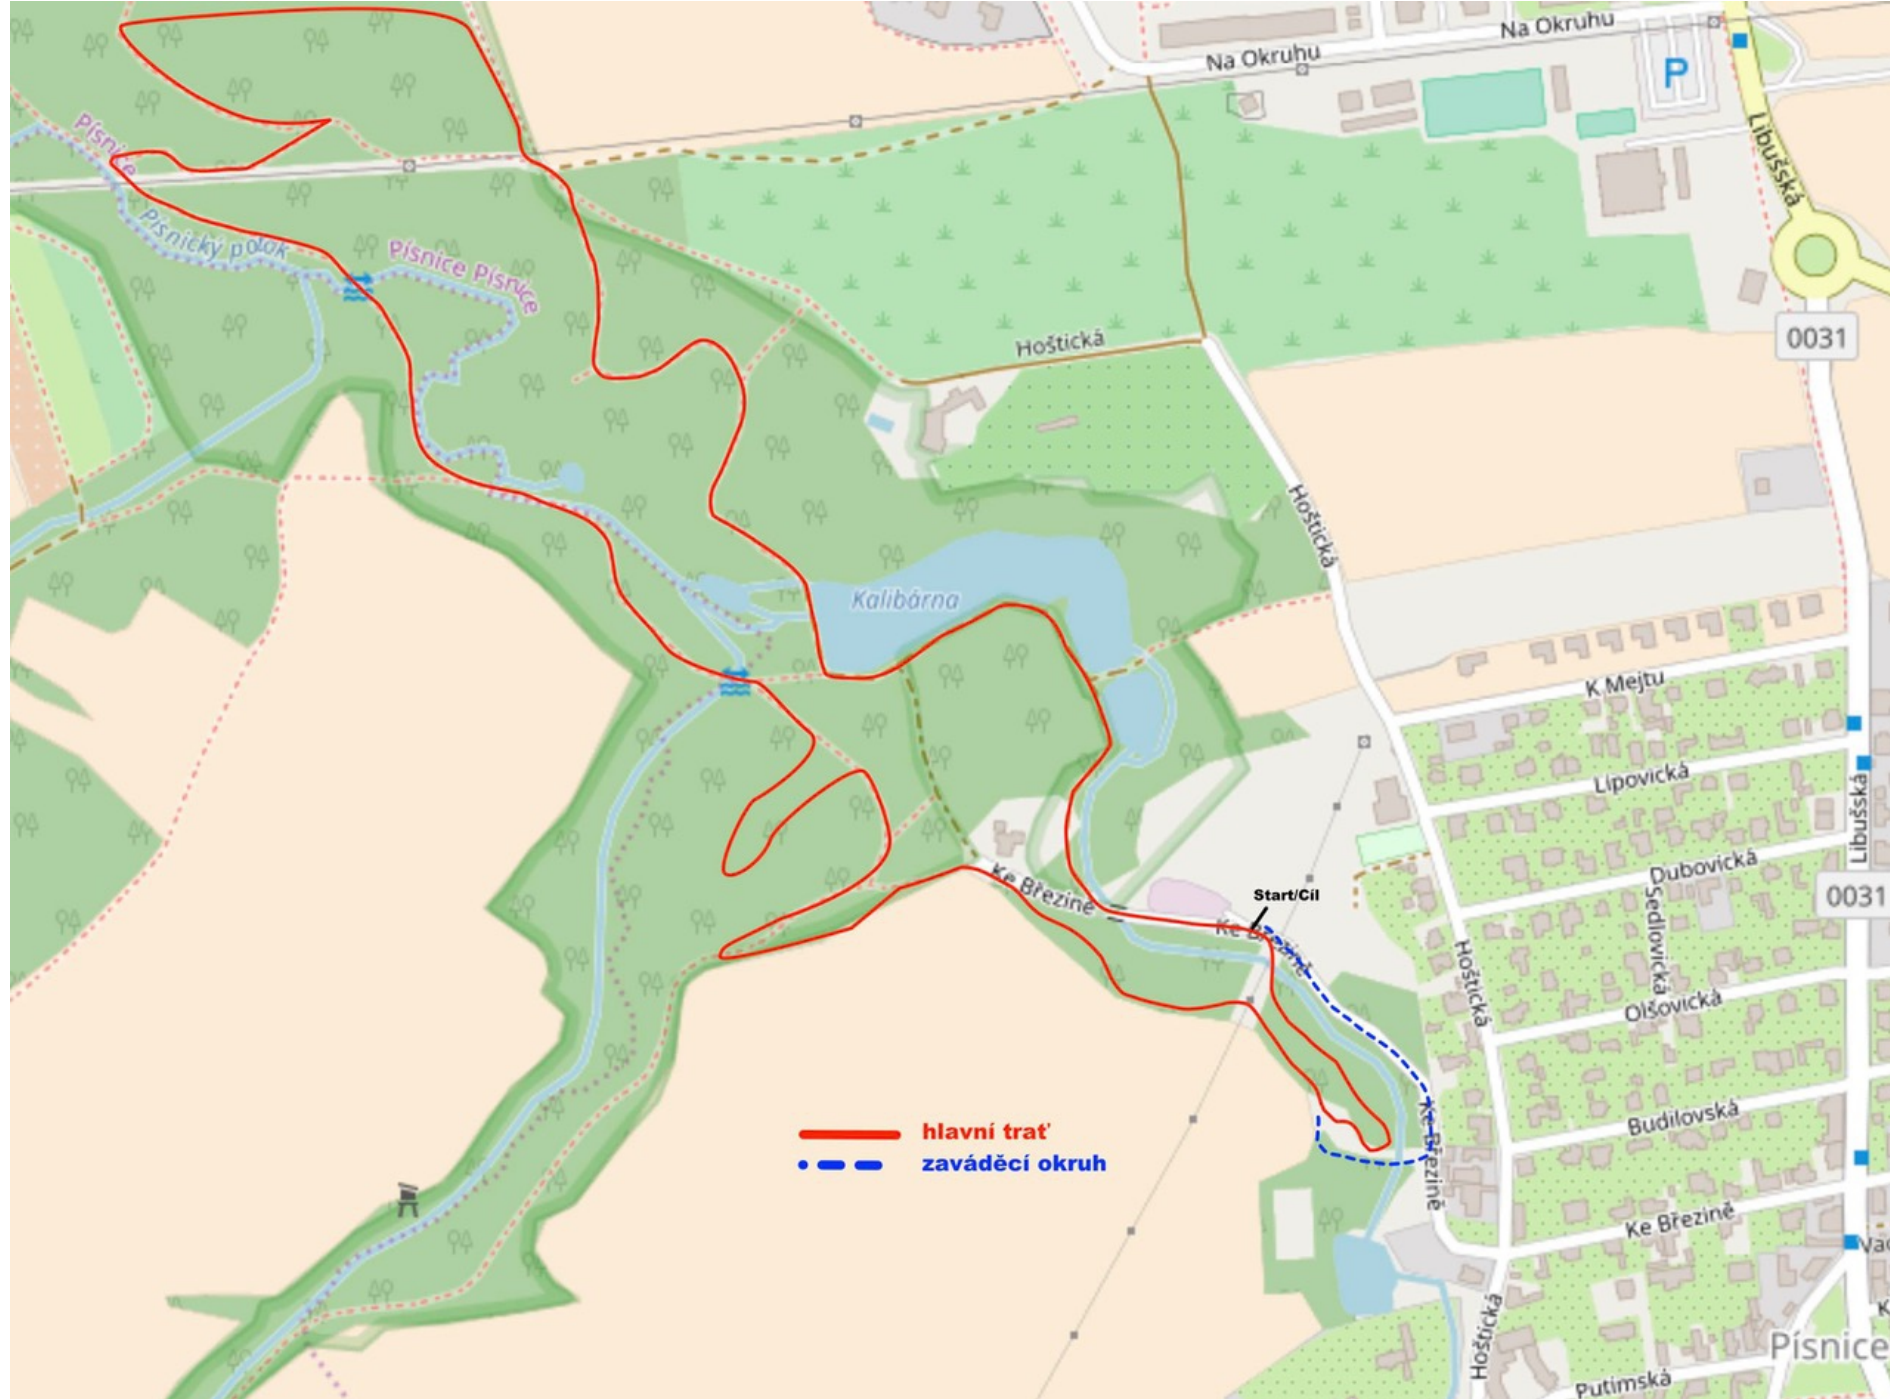 Na Okruhu
Na Okruhu
P
Libušská
Písnice
Písnický potok
Písnice Písnice
Hoštická
0031
Hoštická
Kalibárna
K Mejtu
Lipovická
Libušská
Dubovická
Sedlovická
0031
Ke Březině
Start/Cíl
Ke Březině
Hoštická
Olšovická
hlavní trať
zaváděcí okruh
Ke Březině
Budilovská
Ke Březině
Vac
K
Hoštická
Písnice
Putimská